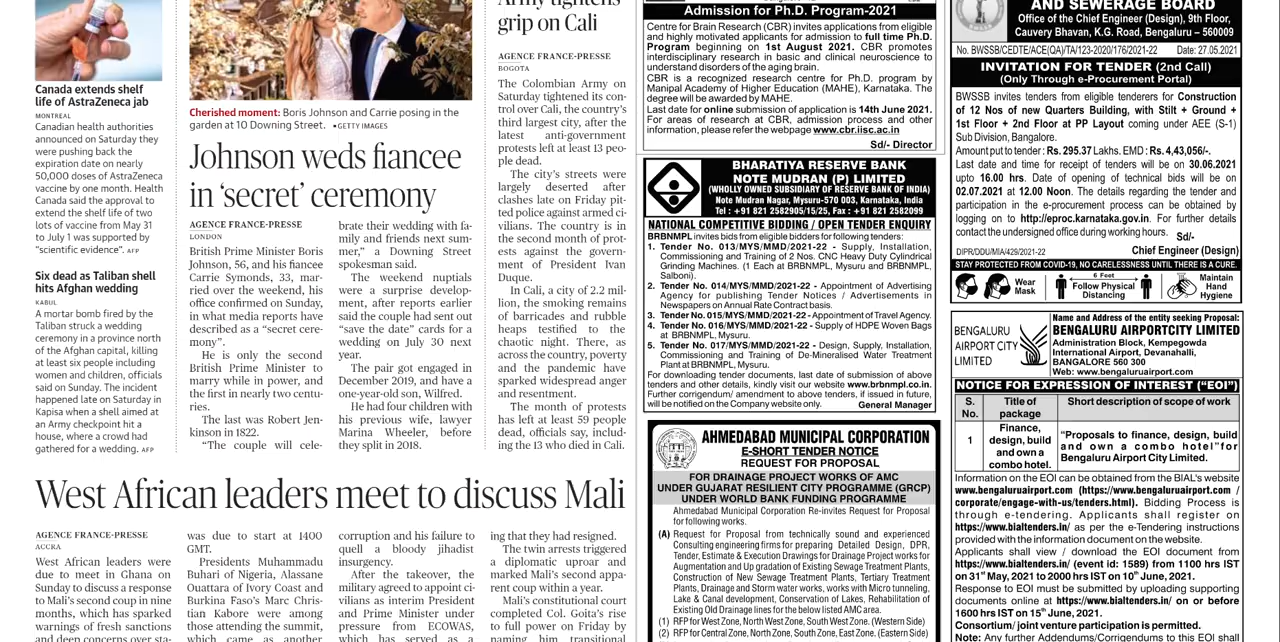 Canada extends shelf
life of AstraZeneca jab
MONTREAL
Canadian health authorities
announced on Saturday they
were pushing back the
expiration date on nearly
50,000 doses of AstraZeneca
vaccine by one month. Health
Canada said the approval to
extend the shelf life of two
lots of vaccine from May 31
to July 1 was supported by
"scientific evidence". AFP
Six dead as Taliban shell
hits Afghan wedding
KABUL
A mortar bomb fired by the
Taliban struck a wedding
ceremony in a province north
of the Afghan capital, killing
at least six people including
women and children, officials
said on Sunday. The incident
happened late on Saturday in
Kapisa when a shell aimed at
an Army checkpoint hit a
house, where a crowd had
gathered for a wedding. AFP
Cherished moment: Boris Johnson and Carrie posing in the
garden at 10 Downing Street. •GETTY IMAGES
Johnson weds fiancee
in 'secret' ceremony
AGENCE FRANCE-PRESSE
LONDON
British Prime Minister Boris
Johnson, 56, and his fiancee
Carrie Symonds, 33, mar-
ried over the weekend, his
office confirmed on Sunday,
in what media reports have
described as a "secret cere-
mony".
He is only the second
British Prime Minister to
marry while in power, and
the first in nearly two centu-
ries.
The last was Robert Jen-
kinson in 1822.
"The couple will cele-
brate their wedding with fa-
mily and friends next sum-
mer," a Downing Street
spokesman said.
The weekend nuptials
were a surprise develop-
ment, after reports earlier
said the couple had sent out
"save the date" cards for a
wedding on July 30 next
year.
The pair got engaged in
December 2019, and have a
one-year-old son, Wilfred.
He had four children with
his previous wife, lawyer
Marina Wheeler, before
they split in 2018.
Army tightens
grip on Cali
AGENCE FRANCE-PRESSE
BOGOTA
The Colombian Army on
Saturday tightened its con-
trol over Cali, the country's
third largest city, after the
latest anti-government
protests left at least 13 peo-
ple dead.
The city's streets were
largely deserted after
clashes late on Friday pit-
ted police against armed ci-
vilians. The country is in
the second month of prot-
ests against the govern-
ment of President Ivan
Duque.
In Cali, a city of 2.2 mil-
lion, the smoking remains
of barricades and rubble
heaps testified to the
chaotic night. There, as
across the country, poverty
and the pandemic have
sparked widespread anger
and resentment.
The month of protests
has left at least 59 people
dead, officials say, includ-
ing the 13 who died in Cali.
West African leaders meet to discuss Mali
AGENCE FRANCE-PRESSE
ACCRA
West African leaders were
due to meet in Ghana on
Sunday to discuss a response
to Mali's second coup in nine
months, which has sparked
warnings of fresh sanctions
and deep concerns over sta-
was due to start at 1400
GMT.
Presidents Muhammadu
Buhari of Nigeria, Alassane
Ouattara of Ivory Coast and
Burkina Faso's Marc Chris-
tian Kabore were among
those attending the summit,
which came as another
corruption and his failure to
quell a bloody jihadist
insurgency.
After the takeover, the
military agreed to appoint ci-
vilians as interim President
and Prime Minister under
pressure from ECOWAS,
which has served as a
ing that they had resigned.
The twin arrests triggered
a diplomatic uproar and
marked Mali's second appa-
rent coup within a year.
Mali's constitutional court
completed Col. Goita's rise
to full power on Friday by
naming him transitional
Admission for Ph.D. Program-2021
Centre for Brain Research (CBR) invites applications from eligible
and highly motivated applicants for admission to full time Ph.D.
Program beginning on 1st August 2021. CBR promotes
interdisciplinary research in basic and clinical neuroscience to
understand disorders of the aging brain.
CBR is a recognized research centre for Ph.D. program by
Manipal Academy of Higher Education (MAHE), Karnataka. The
degree will be awarded by MAHE.
Last date for online submission of application is 14th June 2021.
For areas of research at CBR, admission process and other
information, please refer the webpage www.cbr.iisc.ac.in
Sd/- Director
BHARATIYA RESERVE BANK
NOTE MUDRAN (P) LIMITED
(WHOLLY OWNED SUBSIDIARY OF RESERVE BANK OF INDIA)
Note Mudran Nagar, Mysuru-570 003, Karnataka, India
Tel : +91 821 2582905/15/25, Fax : +91 821 2582099
NATIONAL COMPETITIVE BIDDING / OPEN TENDER ENQUIRY
BRBNMPL invites bids from eligible bidders for following tenders:
1. Tender No. 013/MYS/MMD/2021-22 - Supply, Installation,
Commissioning and Training of 2 Nos. CNC Heavy Duty Cylindrical
Grinding Machines. (1 Each at BRBNMPL, Mysuru and BRBNMPL,
Salboni).
2. Tender No. 014/MYS/MMD/2021-22 - Appointment of Advertising
Agency for publishing Tender Notices / Advertisements in
Newspapers on Annual Rate Contract basis.
3. Tender No. 015/MYS/MMD/2021-22 - Appointment of Travel Agency.
4. Tender No. 016/MYS/MMD/2021-22 - Supply of HDPE Woven Bags
at BRBNMPL, Mysuru.
5. Tender No. 017/MYS/MMD/2021-22 - Design, Supply, Installation,
Commissioning and Training of De-Mineralised Water Treatment
Plant at BRBNMPL, Mysuru.
For downloading tender documents, last date of submission of above
tenders and other details, kindly visit our website www.brbnmpl.co.in.
Further corrigendum/ amendment to above tenders, if issued in future,
will be notified on the Company website only. General Manager
AHMEDABAD MUNICIPAL CORPORATION
E-SHORT TENDER NOTICE
REQUEST FOR PROPOSAL
FOR DRAINAGE PROJECT WORKS OF AMC
UNDER GUJARAT RESILIENT CITY PROGRAMME (GRCP)
UNDER WORLD BANK FUNDING PROGRAMME
Ahmedabad Municipal Corporation Re-invites Request for Proposal
for following works.
(A) Request for Proposal from technically sound and experienced
Consulting engineering firms for preparing Detailed Design, DPR,
Tender, Estimate & Execution Drawings for Drainage Project works for
Augmentation and Up gradation of Existing Sewage Treatment Plants,
Construction of New Sewage Treatment Plants, Tertiary Treatment
Plants, Drainage and Storm water works, works with Micro tunneling,
Lake & Canal development, Conservation of Lakes, Rehabilitation of
Existing Old Drainage lines for the below listed AMC area.
(1) RFP for West Zone, North West Zone, South West Zone. (Western Side)
(2) RFP for Central Zone, North Zone, South Zone, East Zone. (Eastern Side)
AND SEWERAGE BOARD
Office of the Chief Engineer (Design), 9th Floor,
Cauvery Bhavan, K.G. Road, Bengaluru – 560009
No. BWSSB/CEDTE/ACE(QA)/TA/123-2020/176/2021-22 Date: 27.05.2021
INVITATION FOR TENDER (2nd Call)
(Only Through e-Procurement Portal)
BWSSB invites tenders from eligible tenderers for Construction
of 12 Nos of new Quarters Building, with Stilt + Ground +
1st Floor + 2nd Floor at PP Layout coming under AEE (S-1)
Sub Division, Bangalore.
Amount put to tender : Rs. 295.37 Lakhs. EMD : Rs. 4,43,056/-.
Last date and time for receipt of tenders will be on 30.06.2021
upto 16.00 hrs. Date of opening of technical bids will be on
02.07.2021 at 12.00 Noon. The details regarding the tender and
participation in the e-procurement process can be obtained by
logging on to http://eproc.karnataka.gov.in. For further details
contact the undersigned office during working hours. Sd/-
DIPR/DDU/MIA/429/2021-22 Chief Engineer (Design)
STAY PROTECTED FROM COVID-19, NO CARELESSNESS UNTIL THERE IS A CURE.
Wear
Mask
6 Feet
Follow Physical
Distancing
Maintain
Hand
Hygiene
BENGALURU
AIRPORT CITY
LIMITED
Name and Address of the entity seeking Proposal:
BENGALURU AIRPORTCITY LIMITED
Administration Block, Kempegowda
International Airport, Devanahalli,
BANGALORE 560 300
Web: www.bengaluruairport.com
NOTICE FOR EXPRESSION OF INTEREST ("EOI")
S.
No.
Title of
package
Short description of scope of work
1
Finance,
design, build
and own a
combo hotel.
"Proposals to finance, design, build
and own a combo hotel"for
Bengaluru Airport City Limited.
Information on the EOI can be obtained from the BIAL's website
www.bengaluruairport.com (https://www.bengaluruairport.com /
corporate/engage-with-us/tenders.html). Bidding Process is
through e-tendering. Applicants shall register on
https://www.bialtenders.in/ as per the e-Tendering instructions
provided with the information document on the website.
Applicants shall view / download the EOI document from
https://www.bialtenders.in/ (event id: 1589) from 1100 hrs IST
on 31st May, 2021 to 2000 hrs IST on 10th June, 2021.
Response to EOI must be submitted by uploading supporting
documents online at https://www.bialtenders.in/ on or before
1600 hrs IST on 15th June, 2021.
Consortium/ joint venture participation is permitted.
Note: Any further Addendums/Corrigendums to this EOI shall